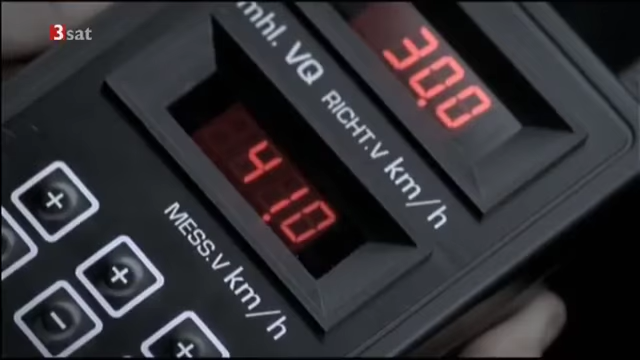 3sat
mhl. VQ
30.0
RICHT.V km/h
41.0
MESS.V km/h
+
+
-
+